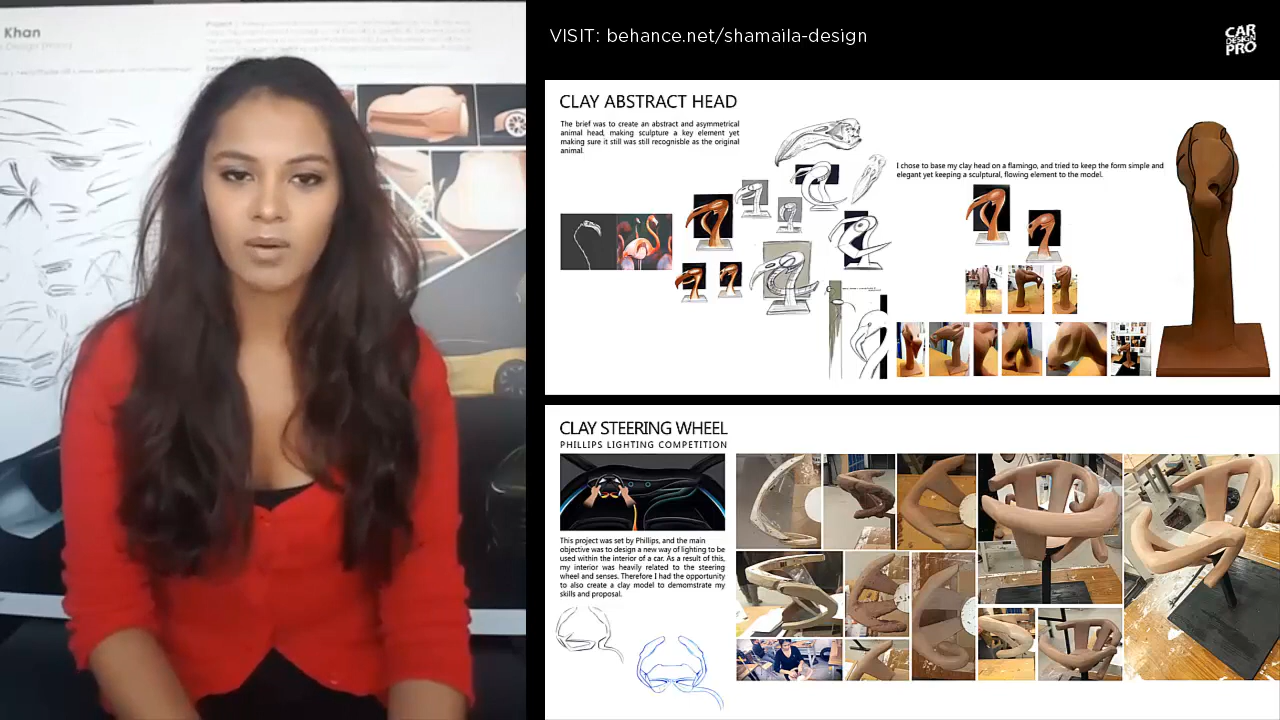 Khan
VISIT: behance.net/shamaila-design
CAR
DESIGN
PRO
CLAY ABSTRACT HEAD
The brief was to create an abstract and asymmetrical
animal head, making sculpture a key element yet
making sure it still was still recognisble as the original
animal.
I chose to base my clay head on a flamingo, and tried to keep the form simple and
elegant yet keeping a sculptural, flowing element to the model.
CLAY STEERING WHEEL
PHILLIPS LIGHTING COMPETITION
This project was set by Phillips, and the main
objective was to design a new way of lighting to be
used within the interior of a car. As a result of this,
my interior was heavily related to the steering
wheel and senses. Therefore I had the opportunity
to also create a clay model to demomstrate my
skills and proposal.